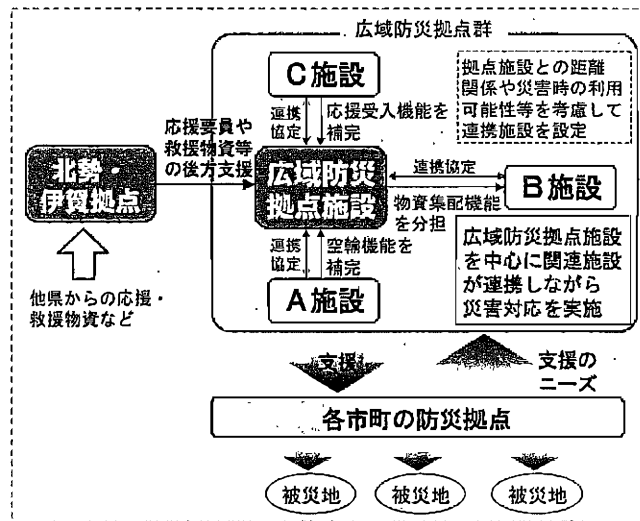 広域防災拠点群
C施設
拠点施設との距離
関係や災害時の利用
可能性等を考慮して
連携施設を設定
連携
協定
応援受入機能を
補完
応援要員や
救援物資等
の後方支援
北勢・
伊賀拠点
広域防災
拠点施設
連携協定
B施設
物資集配機能
を分担
連携
協定
空輸機能を
補完
広域防災拠点施設
を中心に関連施設
が連携しながら
災害対応を実施
他県からの応援・
救援物資など
A施設
支援
支援の
ニーズ
各市町の防災拠点
被災地
被災地
被災地